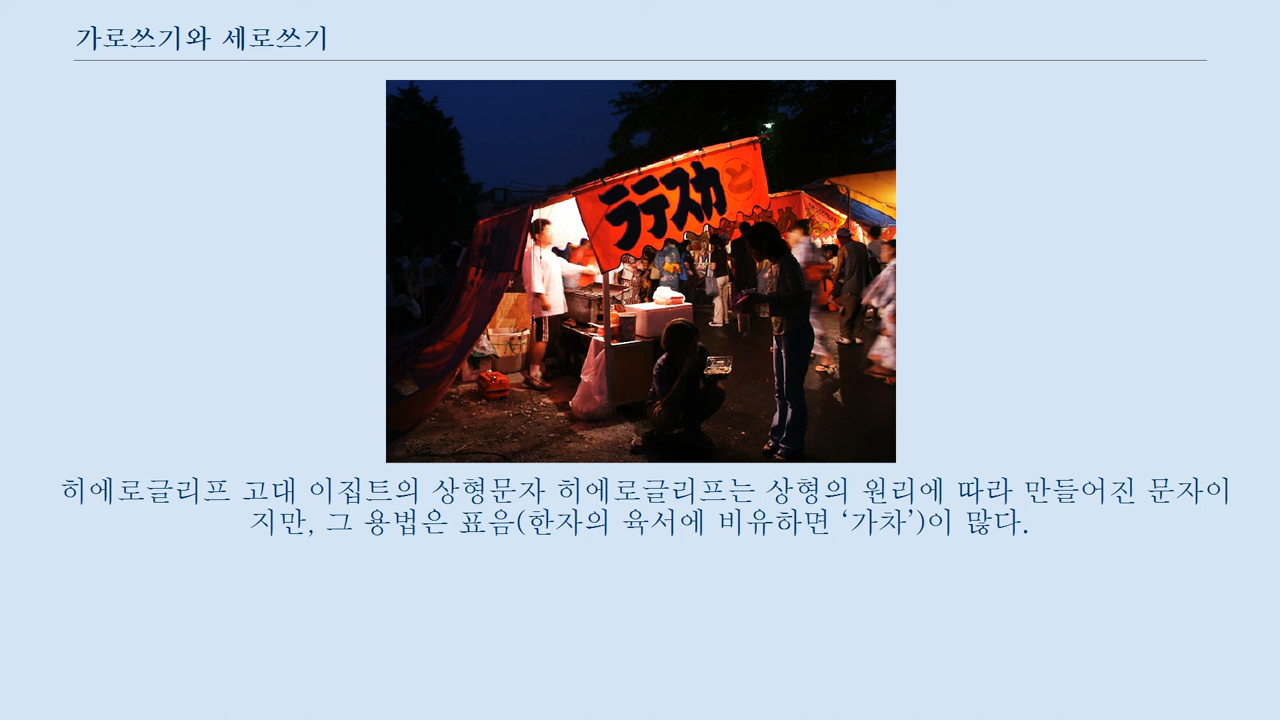 가로쓰기와 세로쓰기
ラテスカ
と
히에로글리프 고대 이집트의 상형문자 히에로글리프는 상형의 원리에 따라 만들어진 문자이
지만, 그 용법은 표음(한자의 육서에 비유하면 ‘가차’)이 많다.